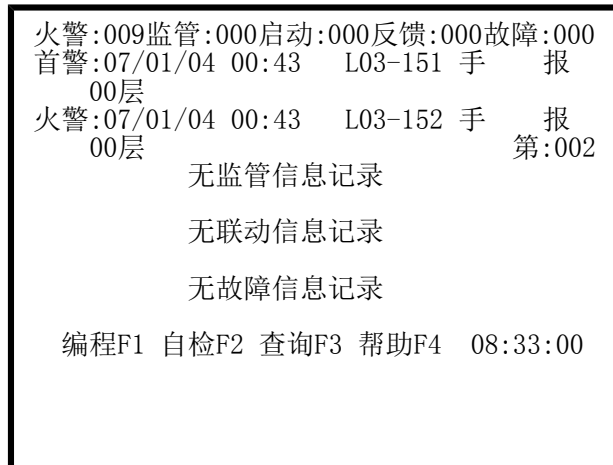 火警:009监管:000启动:000反馈:000故障:000
首警:07/01/04 00:43 L03-151 手 报
00层
火警:07/01/04 00:43 L03-152 手 报
00层 第:002
无监管信息记录
无联动信息记录
无故障信息记录
编程F1 自检F2 查询F3 帮助F4 08:33:00